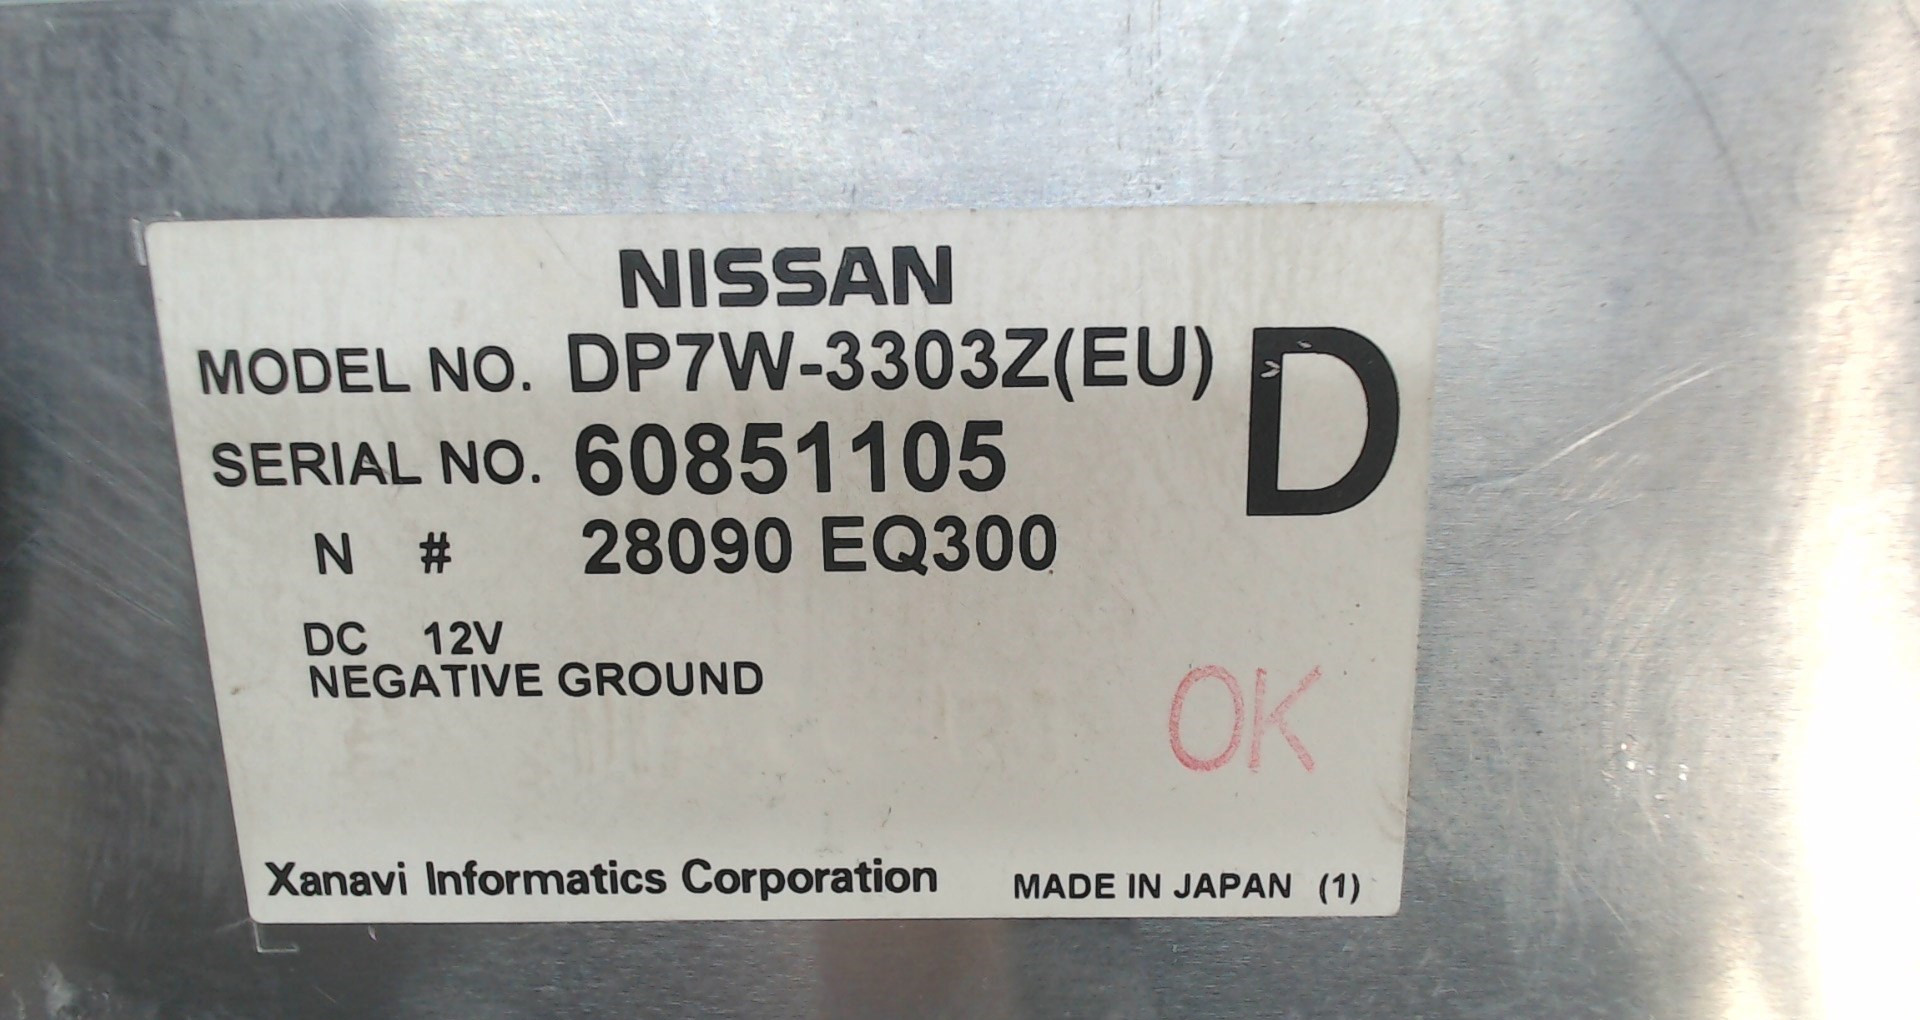 NISSAN
MODEL NO. DP7W-3303Z(EU) D
SERIAL NO. 60851105
N # 28090 EQ300
DC 12V
NEGATIVE GROUND
OK
Xanavi Informatics Corporation MADE IN JAPAN (1)